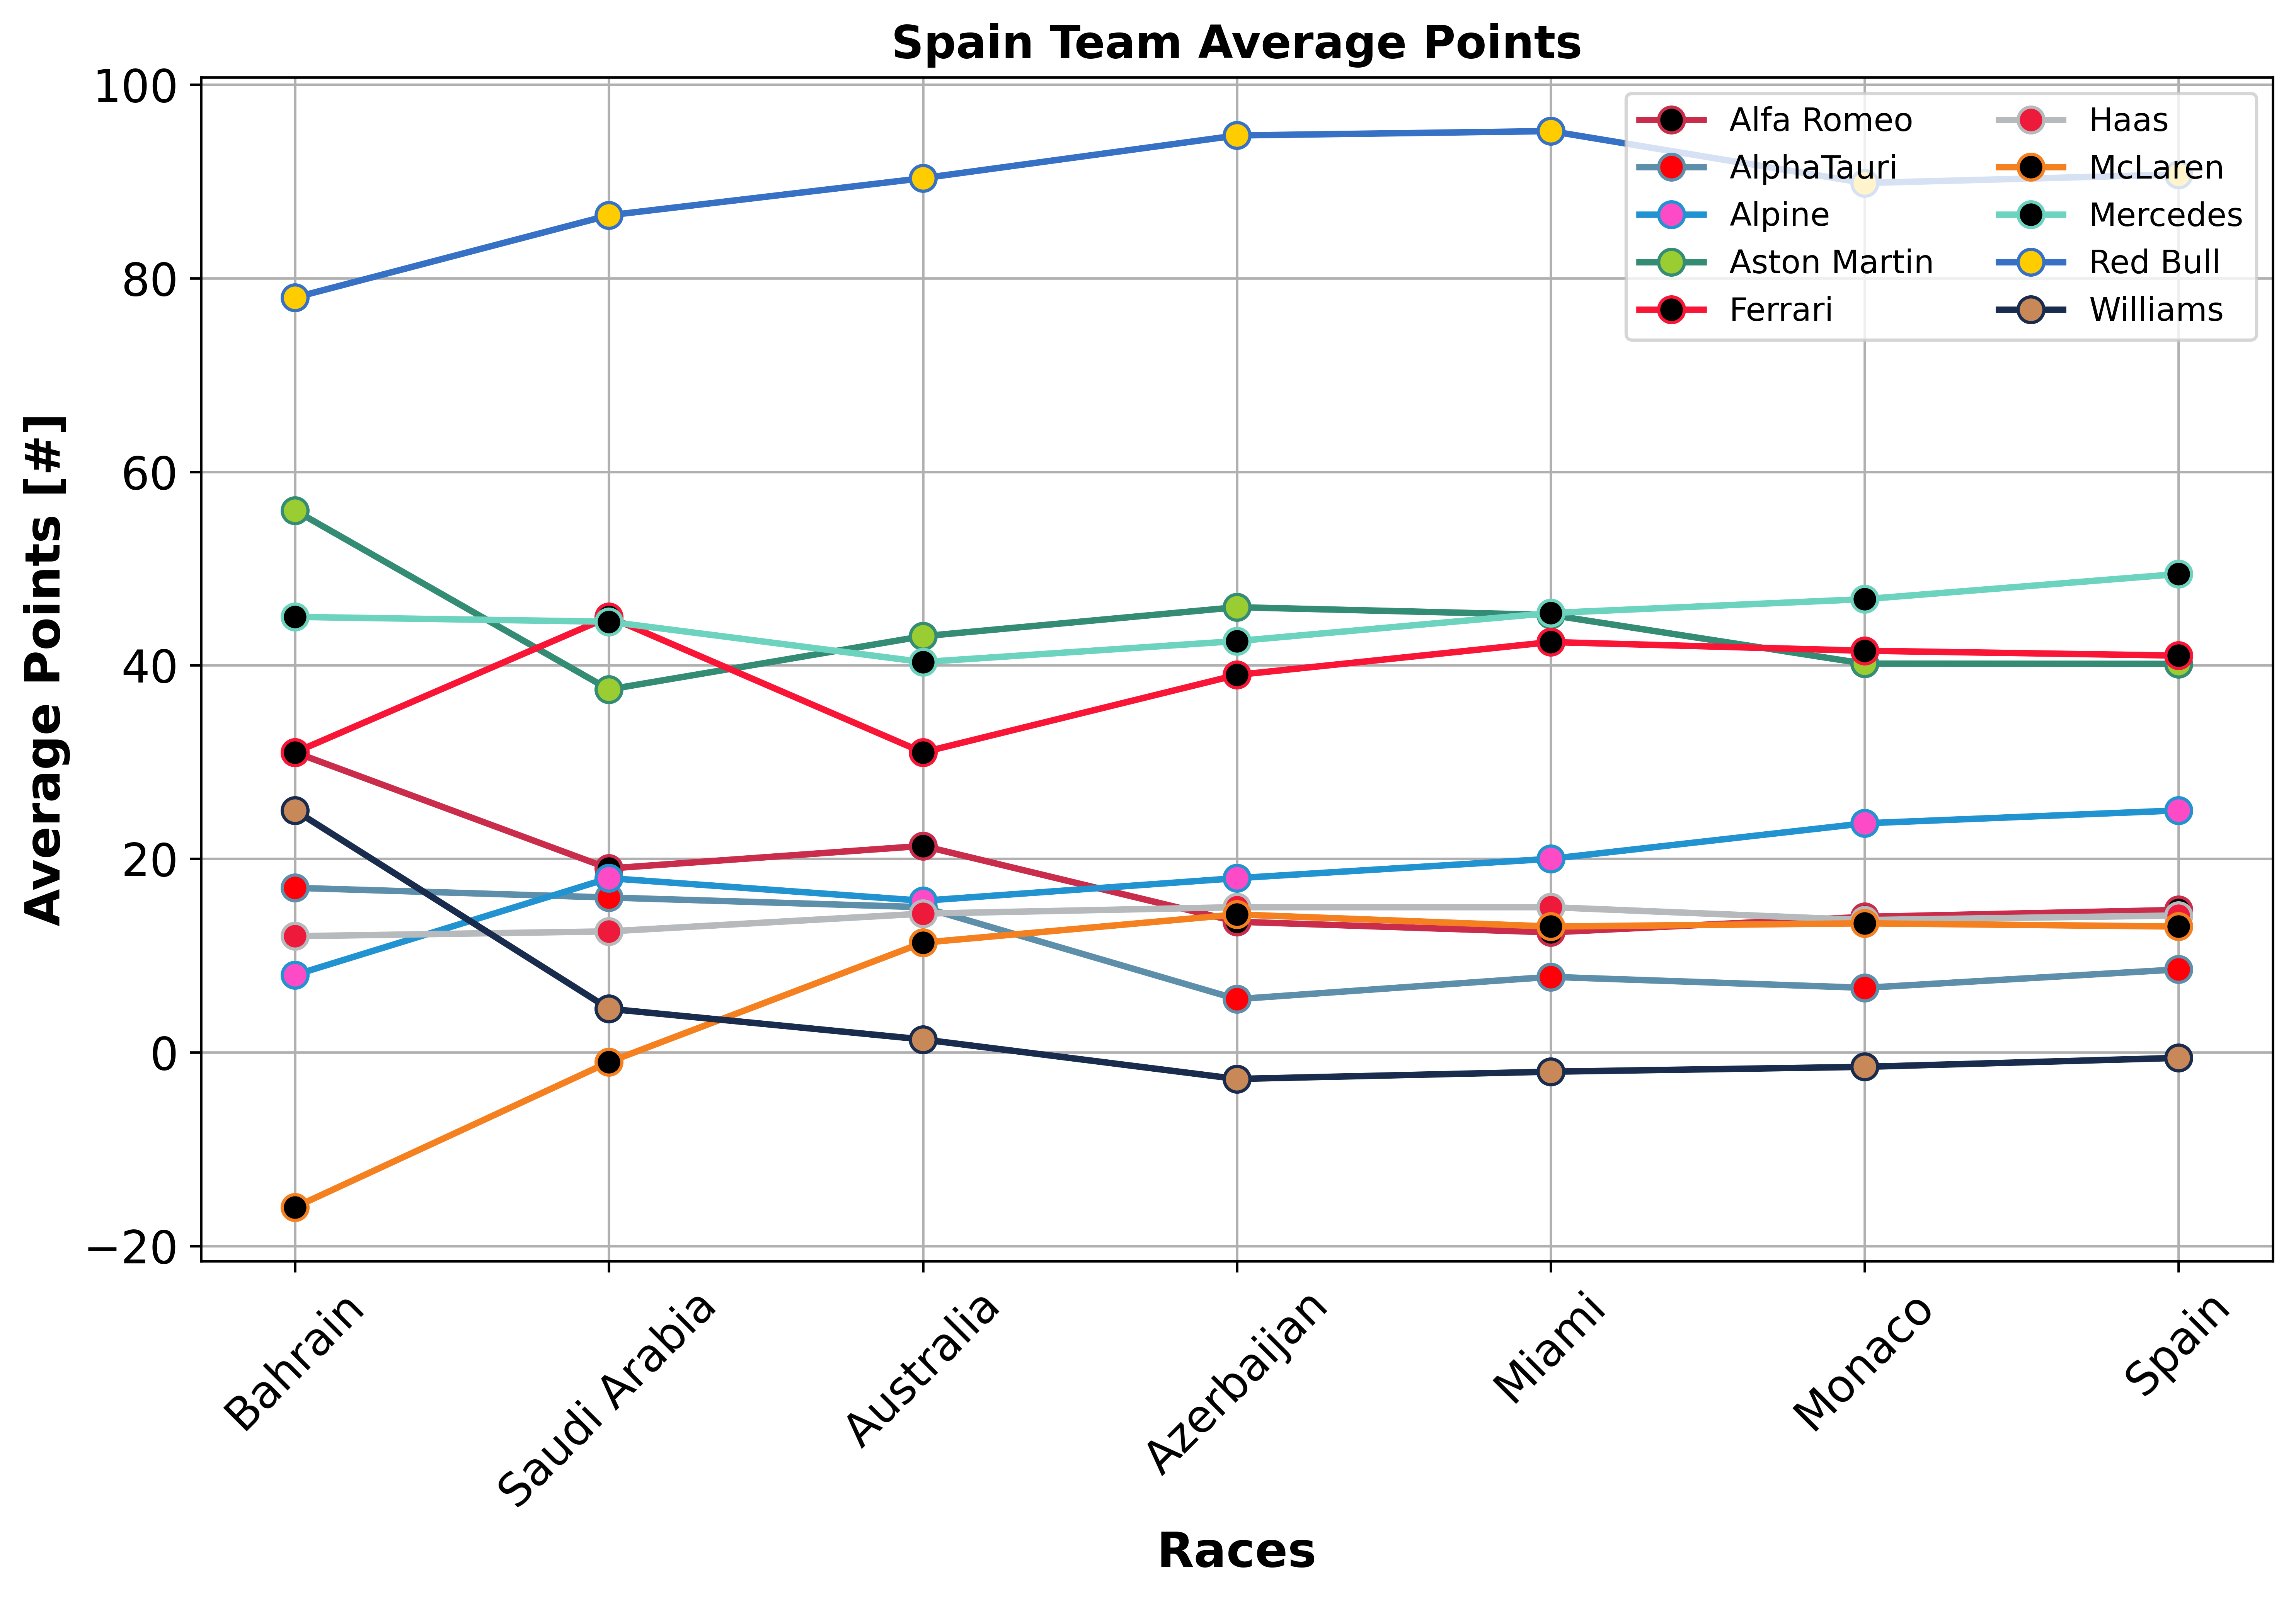 Spain Team Average Points
Average Points [#]
100
80
60
40
20
0
−20
Alfa Romeo
AlphaTauri
Alpine
Aston Martin
Ferrari
Haas
McLaren
Mercedes
Red Bull
Williams
Bahrain
Saudi Arabia
Australia
Azerbaijan
Miami
Monaco
Spain
Races